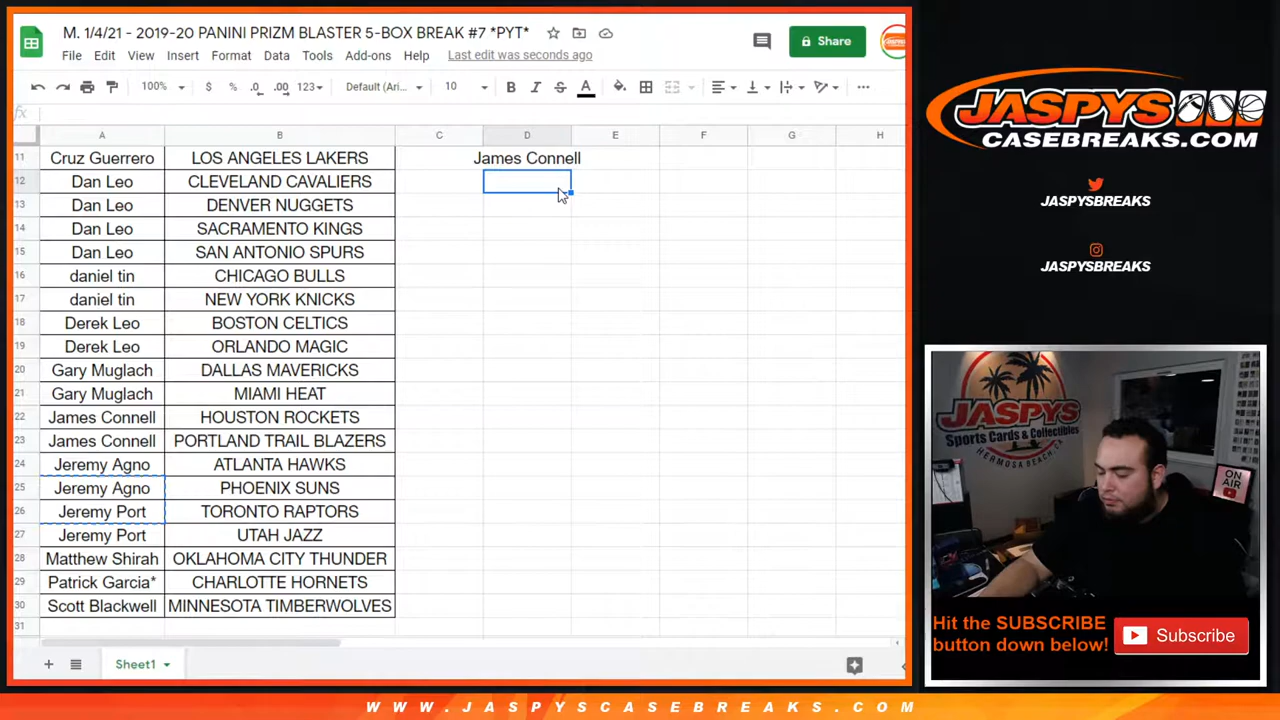 M. 1/4/21 - 2019-20 PANINI PRIZM BLASTER 5-BOX BREAK #7 *PYT*
File Edit View Insert Format Data Tools Add-ons Help Last edit was seconds ago
Share
100% $ % .0 .00 123 Default (Ari... 10 B I S A
fx
A B C D E F G H
11 Cruz Guerrero LOS ANGELES LAKERS James Connell
12 Dan Leo CLEVELAND CAVALIERS
13 Dan Leo DENVER NUGGETS
14 Dan Leo SACRAMENTO KINGS
15 Dan Leo SAN ANTONIO SPURS
16 daniel tin CHICAGO BULLS
17 daniel tin NEW YORK KNICKS
18 Derek Leo BOSTON CELTICS
19 Derek Leo ORLANDO MAGIC
20 Gary Muglach DALLAS MAVERICKS
21 Gary Muglach MIAMI HEAT
22 James Connell HOUSTON ROCKETS
23 James Connell PORTLAND TRAIL BLAZERS
24 Jeremy Agno ATLANTA HAWKS
25 Jeremy Agno PHOENIX SUNS
26 Jeremy Port TORONTO RAPTORS
27 Jeremy Port UTAH JAZZ
28 Matthew Shirah OKLAHOMA CITY THUNDER
29 Patrick Garcia* CHARLOTTE HORNETS
30 Scott Blackwell MINNESOTA TIMBERWOLVES
31
Sheet1
JASPYS
CASEBREAKS.COM
JASPYSBREAKS
JASPYSBREAKS
JASPYS
Sports Cards & Collectibles
HERMOSA BEACH, CA
ON
AIR
Hit the SUBSCRIBE
button down below!
Subscribe
WWW.JASPYSCASEBREAKS.COM